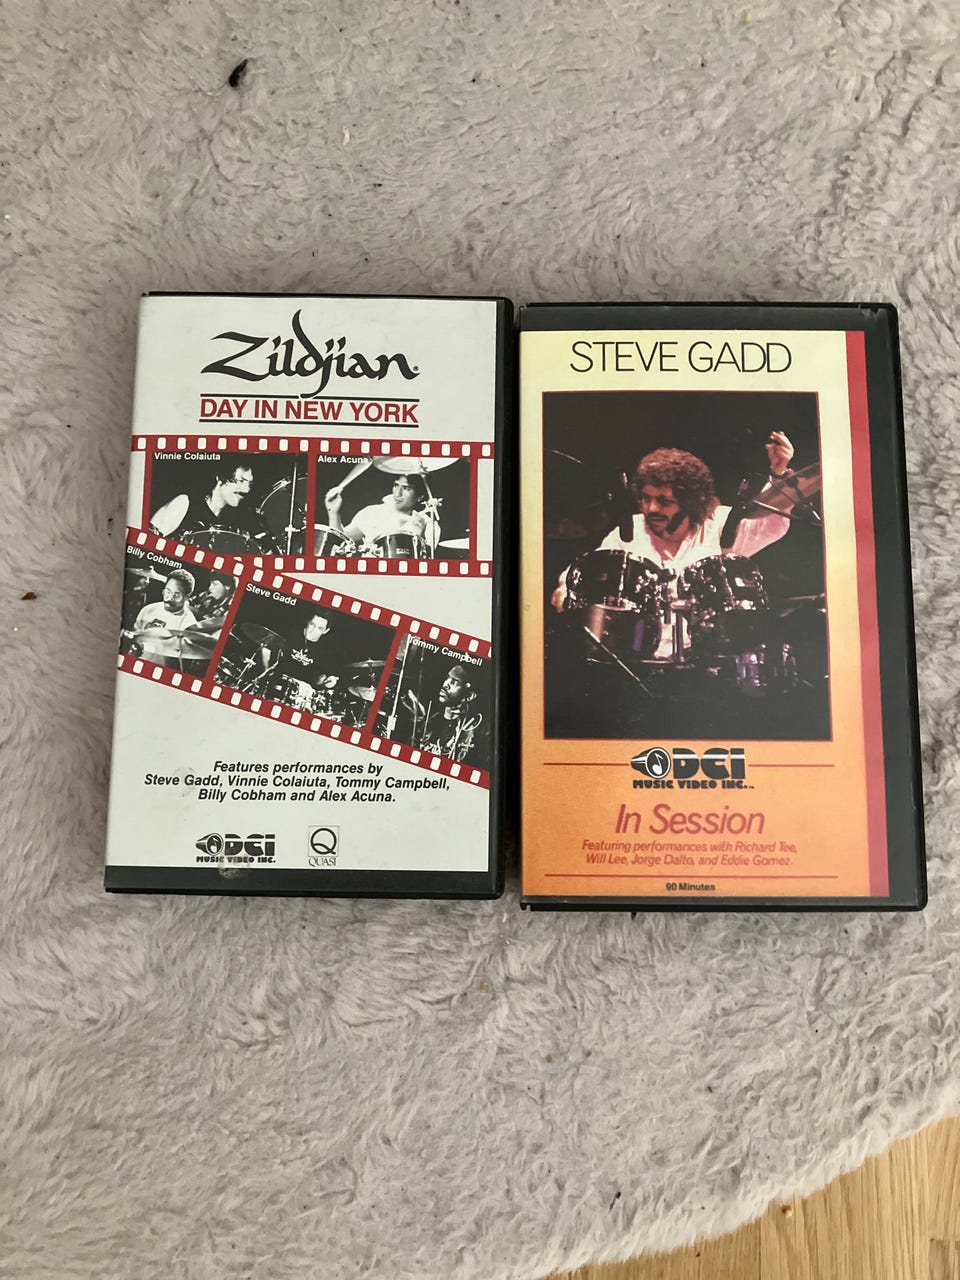 Zildjian®
DAY IN NEW YORK
Vinnie Colaiuta
Alex Acuna
Billy Cobham
Steve Gadd
Tommy Campbell
Features performances by
Steve Gadd, Vinnie Colaiuta, Tommy Campbell,
Billy Cobham and Alex Acuna.
DCI
MUSIC VIDEO INC.
Q
QUASI
STEVE GADD
DCI
MUSIC VIDEO INC.™
In Session
Featuring performances with Richard Tee,
Will Lee, Jorge Dalto, and Eddie Gomez.
90 Minutes